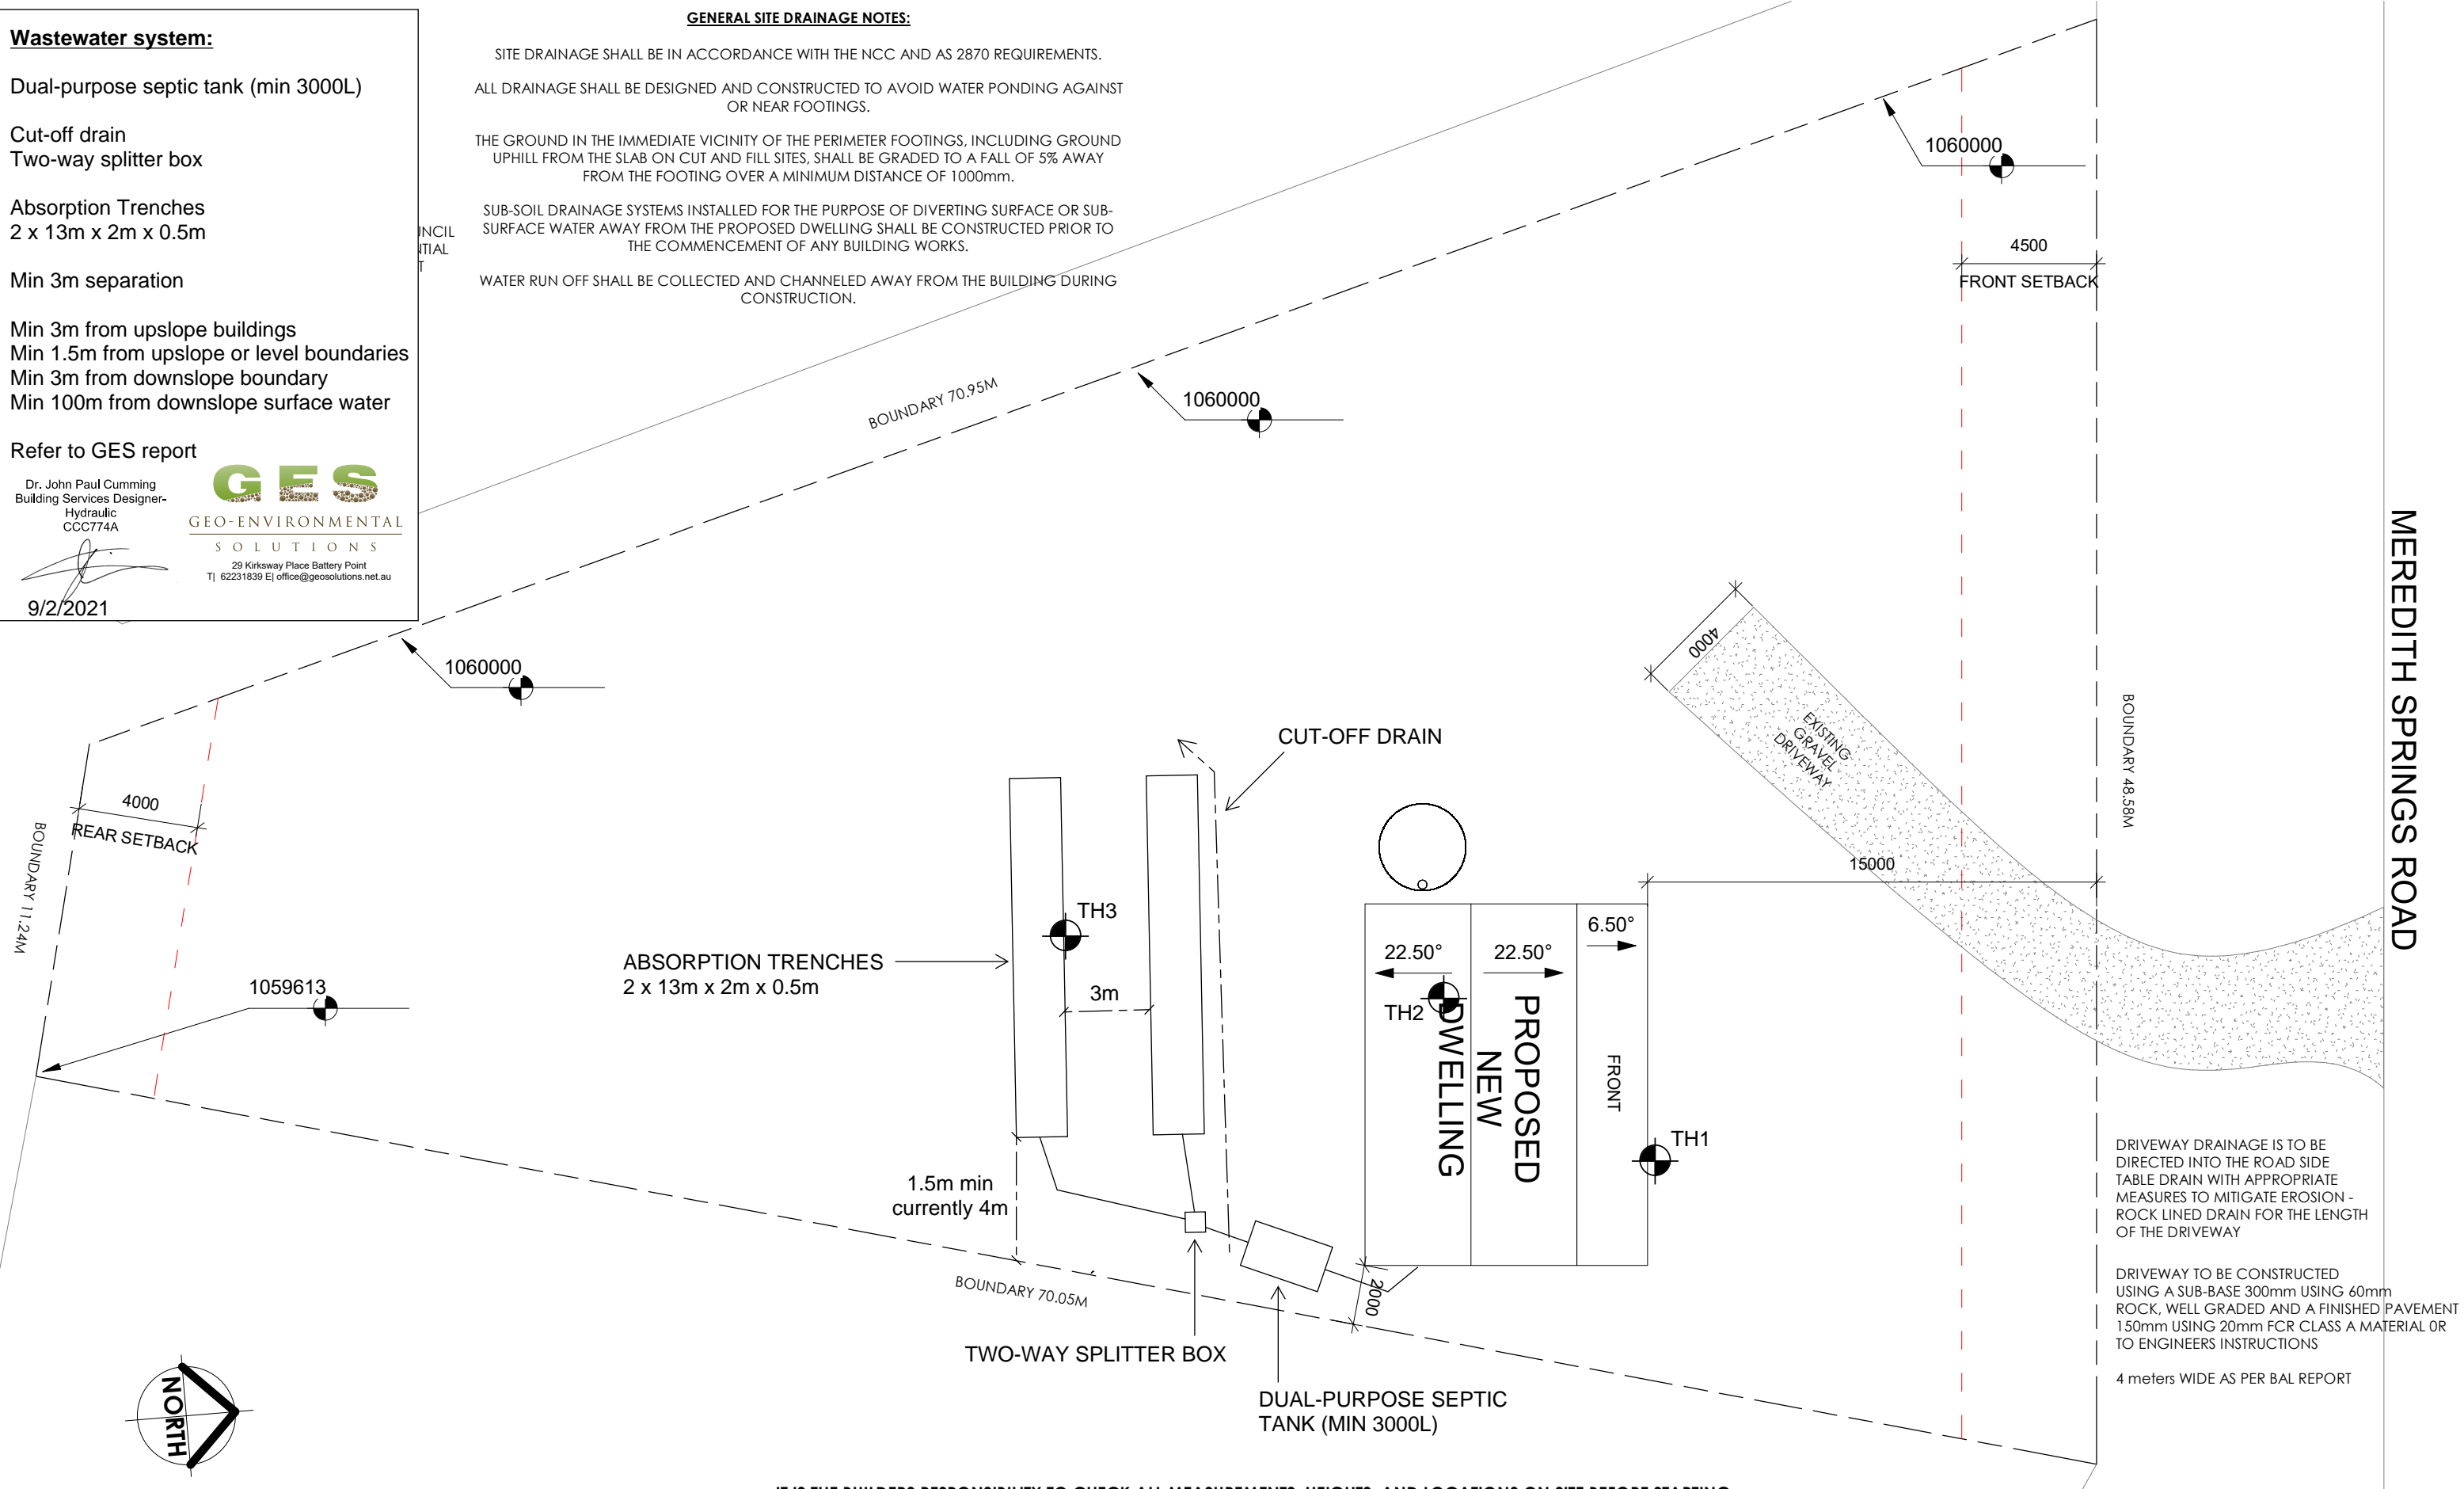 Wastewater system:
Dual-purpose septic tank (min 3000L)
Cut-off drain
Two-way splitter box
Absorption Trenches
2 x 13m x 2m x 0.5m
Min 3m separation
Min 3m from upslope buildings
Min 1.5m from upslope or level boundaries
Min 3m from downslope boundary
Min 100m from downslope surface water
Refer to GES report
Dr. John Paul Cumming
Building Services Designer-
Hydraulic
CCC774A
9/2/2021
GES
GEO-ENVIRONMENTAL
SOLUTIONS
29 Kirksway Place Battery Point
T| 62231839 E| office@geosolutions.net.au
GENERAL SITE DRAINAGE NOTES:
SITE DRAINAGE SHALL BE IN ACCORDANCE WITH THE NCC AND AS 2870 REQUIREMENTS.
ALL DRAINAGE SHALL BE DESIGNED AND CONSTRUCTED TO AVOID WATER PONDING AGAINST
OR NEAR FOOTINGS.
THE GROUND IN THE IMMEDIATE VICINITY OF THE PERIMETER FOOTINGS, INCLUDING GROUND
UPHILL FROM THE SLAB ON CUT AND FILL SITES, SHALL BE GRADED TO A FALL OF 5% AWAY
FROM THE FOOTING OVER A MINIMUM DISTANCE OF 1000mm.
SUB-SOIL DRAINAGE SYSTEMS INSTALLED FOR THE PURPOSE OF DIVERTING SURFACE OR SUB-
SURFACE WATER AWAY FROM THE PROPOSED DWELLING SHALL BE CONSTRUCTED PRIOR TO
THE COMMENCEMENT OF ANY BUILDING WORKS.
WATER RUN OFF SHALL BE COLLECTED AND CHANNELED AWAY FROM THE BUILDING DURING
CONSTRUCTION.
1060000
4500
FRONT SETBACK
BOUNDARY 70.95M
1060000
1060000
4000
REAR SETBACK
BOUNDARY 11.24M
1059613
CUT-OFF DRAIN
4000
EXISTING
GRAVEL
DRIVEWAY
BOUNDARY 48.58M
MEREDITH SPRINGS ROAD
15000
TH3
ABSORPTION TRENCHES
2 x 13m x 2m x 0.5m
3m
22.50°
22.50°
6.50°
TH2
PROPOSED
NEW
DWELLING
FRONT
TH1
1.5m min
currently 4m
BOUNDARY 70.05M
2000
TWO-WAY SPLITTER BOX
DUAL-PURPOSE SEPTIC
TANK (MIN 3000L)
NORTH
DRIVEWAY DRAINAGE IS TO BE
DIRECTED INTO THE ROAD SIDE
TABLE DRAIN WITH APPROPRIATE
MEASURES TO MITIGATE EROSION -
ROCK LINED DRAIN FOR THE LENGTH
OF THE DRIVEWAY
DRIVEWAY TO BE CONSTRUCTED
USING A SUB-BASE 300mm USING 60mm
ROCK, WELL GRADED AND A FINISHED PAVEMENT
150mm USING 20mm FCR CLASS A MATERIAL 0R
TO ENGINEERS INSTRUCTIONS
4 meters WIDE AS PER BAL REPORT
IT IS THE BUILDERS RESPONSIBILITY TO CHECK ALL MEASUREMENTS, HEIGHTS, AND LOCATIONS ON SITE BEFORE STARTING